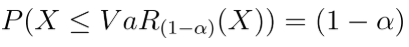 P(X ≤ VaR_{(1−α)}(X)) = (1 − α)